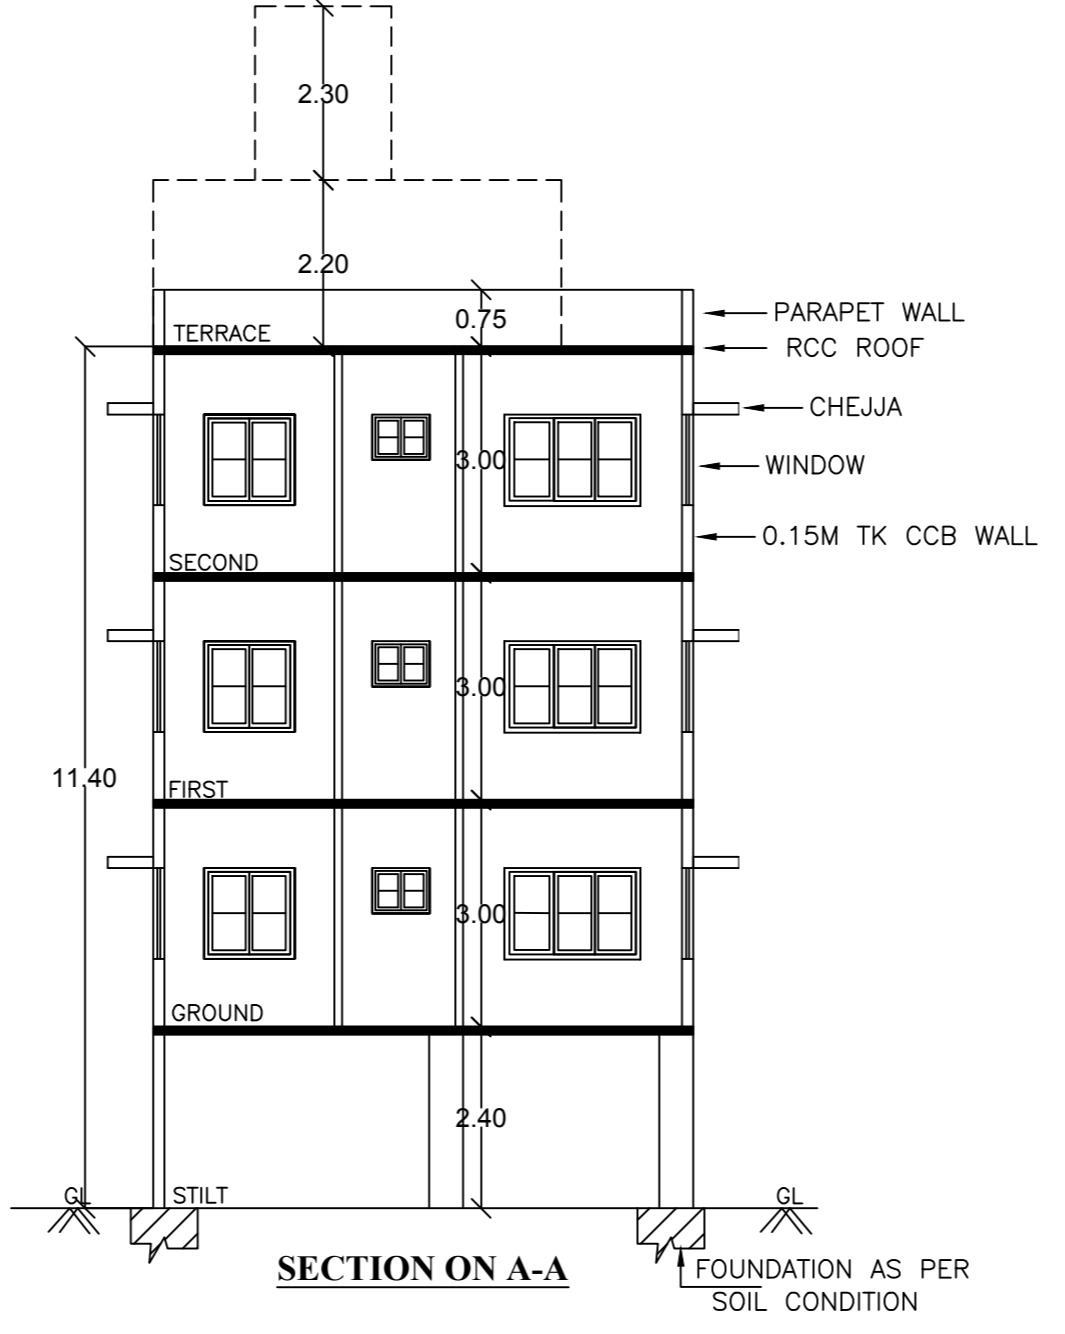 2.30
2.20
0.75
TERRACE
PARAPET WALL
RCC ROOF
CHEJJA
3.00
WINDOW
0.15M TK CCB WALL
SECOND
3.00
11.40
FIRST
3.00
GROUND
2.40
GL
STILT
GL
SECTION ON A-A
FOUNDATION AS PER
SOIL CONDITION